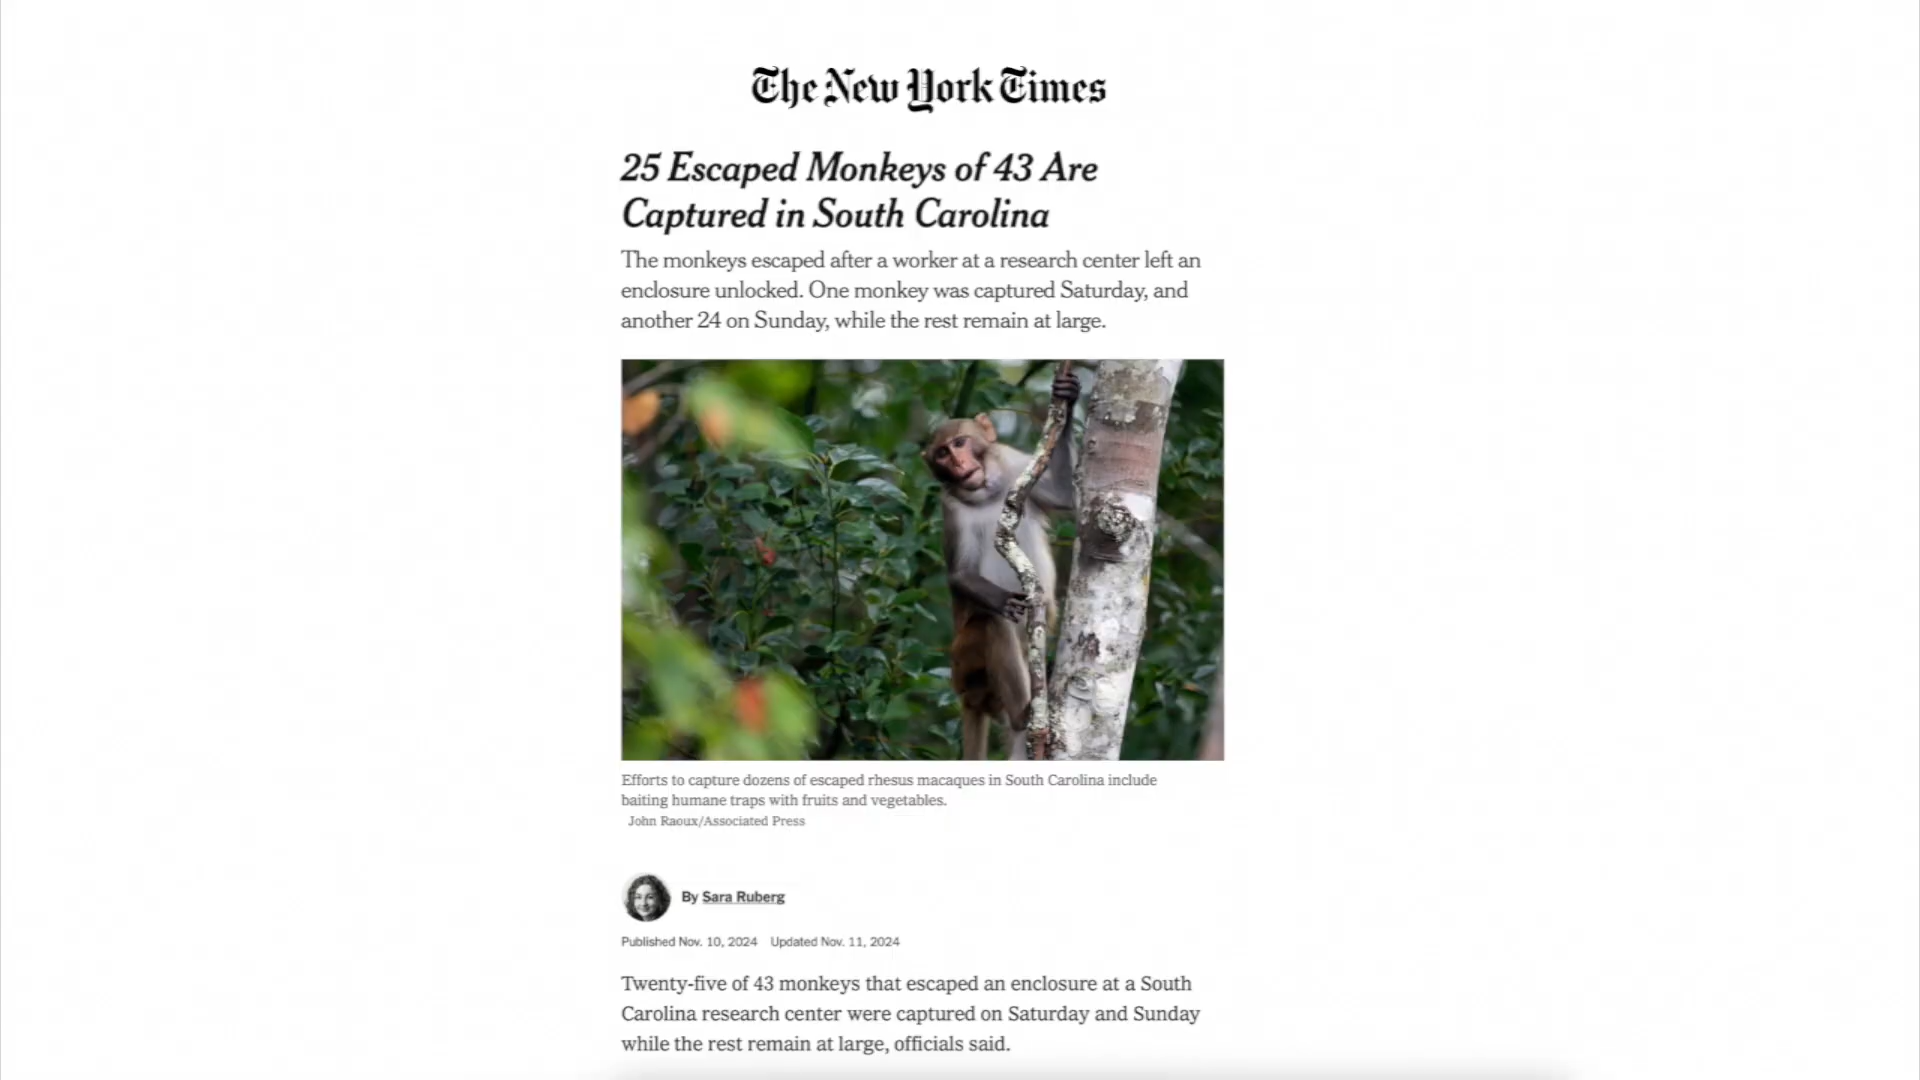 The New York Times
25 Escaped Monkeys of 43 Are
Captured in South Carolina
The monkeys escaped after a worker at a research center left an
enclosure unlocked. One monkey was captured Saturday, and
another 24 on Sunday, while the rest remain at large.
Efforts to capture dozens of escaped rhesus macaques in South Carolina include
baiting humane traps with fruits and vegetables.
John Raoux/Associated Press
By Sara Ruberg
Published Nov. 10, 2024 Updated Nov. 11, 2024
Twenty-five of 43 monkeys that escaped an enclosure at a South
Carolina research center were captured on Saturday and Sunday
while the rest remain at large, officials said.